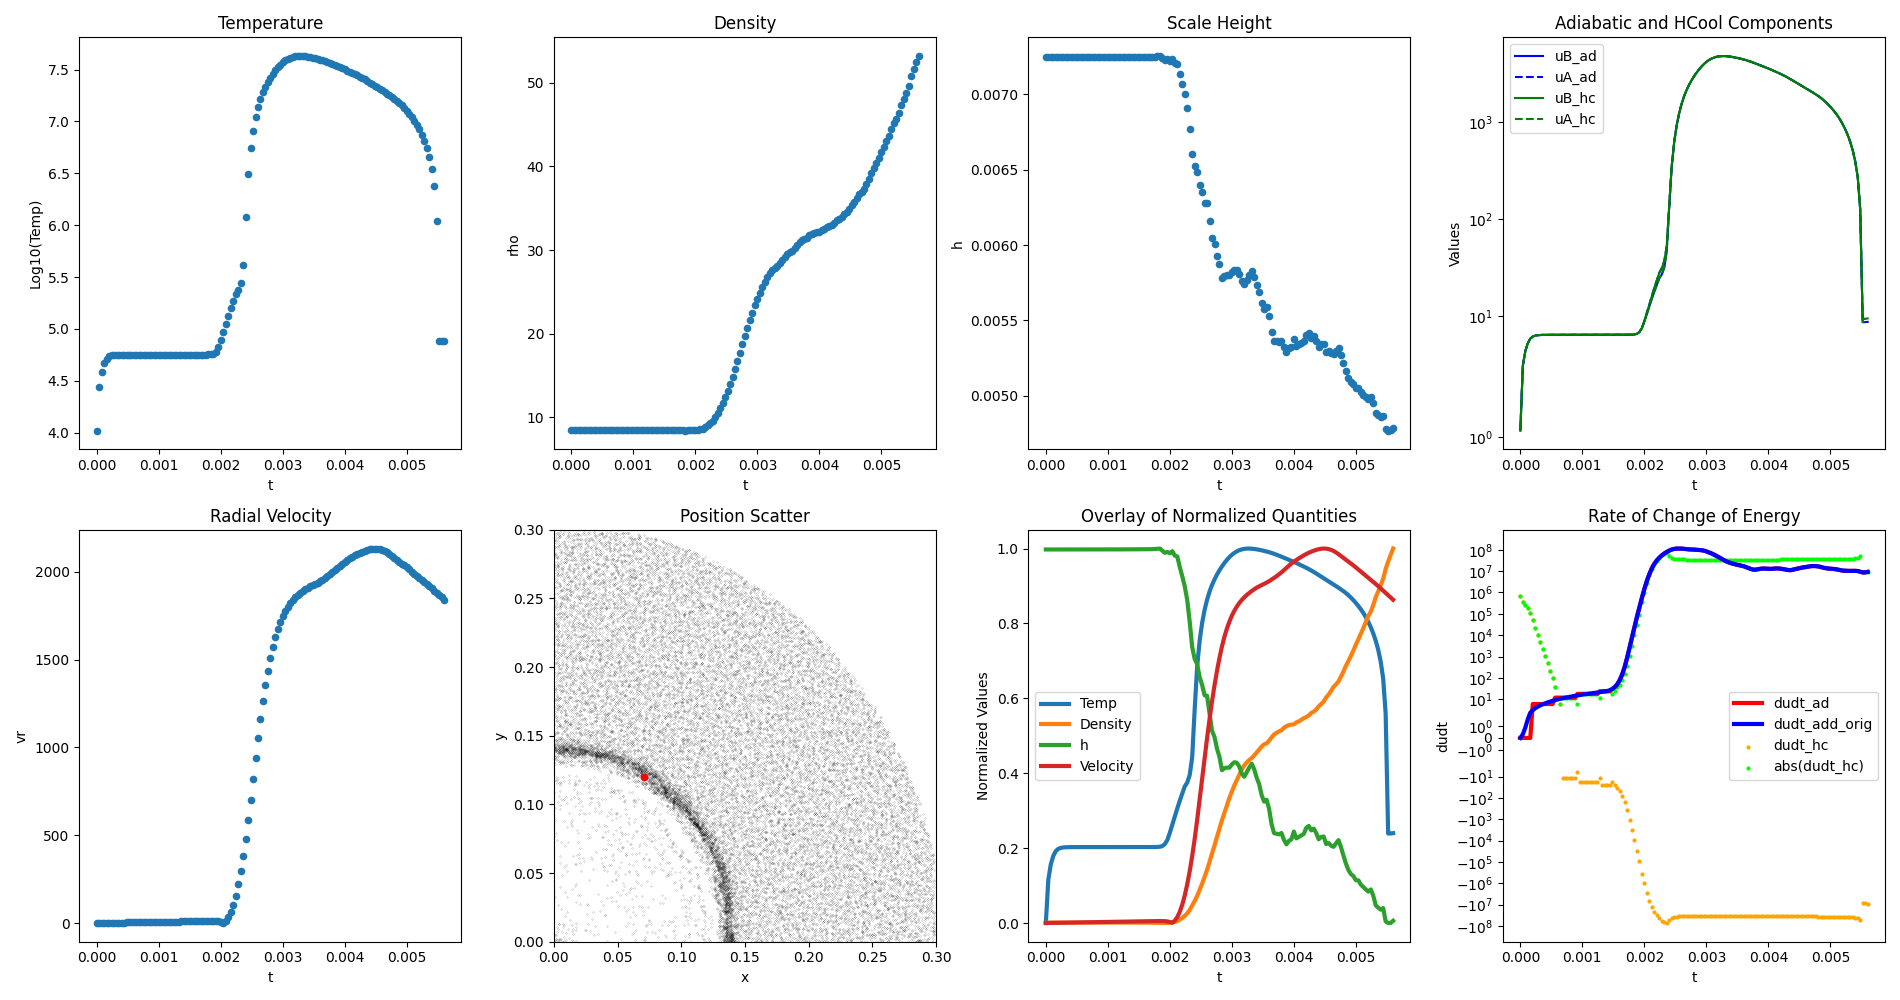 Temperature
Log10(Temp)
7.5
7.0
6.5
6.0
5.5
5.0
4.5
4.0
0.000 0.001 0.002 0.003 0.004 0.005
t
Density
rho
50
40
30
20
10
0.000 0.001 0.002 0.003 0.004 0.005
t
Scale Height
h
0.0070
0.0065
0.0060
0.0055
0.0050
0.000 0.001 0.002 0.003 0.004 0.005
t
Adiabatic and HCool Components
Values
10³
10²
10¹
10⁰
uB_ad
uA_ad
uB_hc
uA_hc
0.000 0.001 0.002 0.003 0.004 0.005
t
Radial Velocity
vr
2000
1500
1000
500
0
0.000 0.001 0.002 0.003 0.004 0.005
t
Position Scatter
y
0.30
0.25
0.20
0.15
0.10
0.05
0.00
0.00 0.05 0.10 0.15 0.20 0.25 0.30
x
Overlay of Normalized Quantities
Normalized Values
1.0
0.8
0.6
0.4
0.2
0.0
Temp
Density
h
Velocity
0.000 0.001 0.002 0.003 0.004 0.005
t
Rate of Change of Energy
dudt
10⁸
10⁷
10⁶
10⁵
10⁴
10³
10²
10¹
10⁰
0
−10⁰
−10¹
−10²
−10³
−10⁴
−10⁵
−10⁶
−10⁷
−10⁸
dudt_ad
dudt_add_orig
dudt_hc
abs(dudt_hc)
0.000 0.001 0.002 0.003 0.004 0.005
t